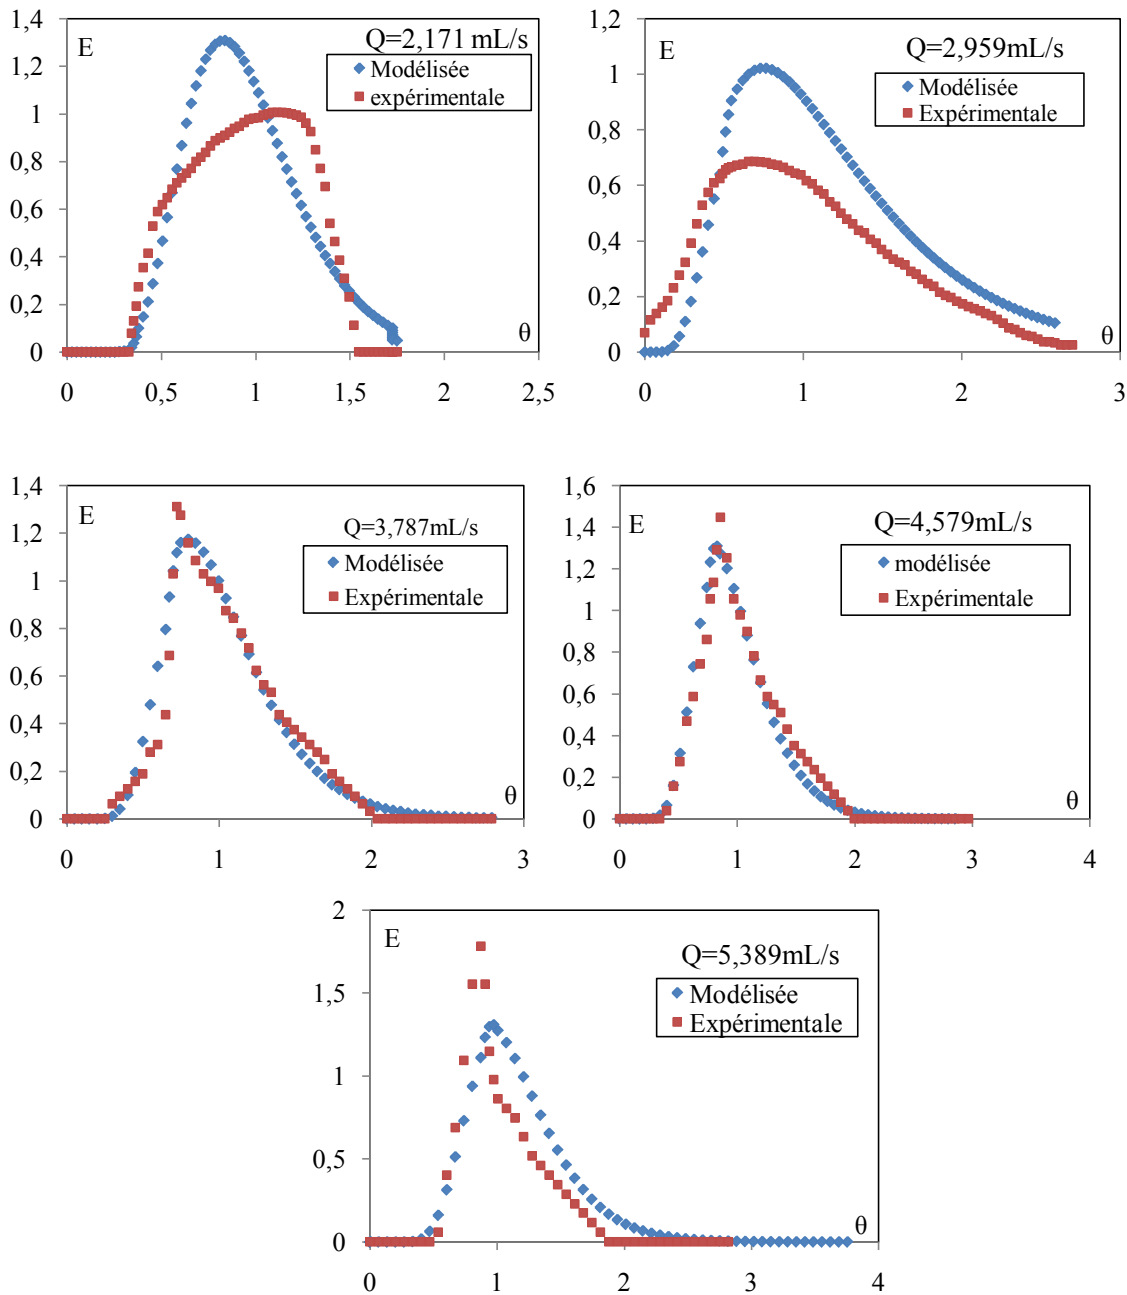 1,4
1,2
1
0,8
0,6
0,4
0,2
0
E
Q=2,171 mL/s
Modélisée
expérimentale
θ
0 0,5 1 1,5 2 2,5
1,2
1
0,8
0,6
0,4
0,2
0
E
Q=2,959mL/s
Modélisée
Expérimentale
θ
0 1 2 3
1,4
1,2
1
0,8
0,6
0,4
0,2
0
E
Q=3,787mL/s
Modélisée
Expérimentale
θ
0 1 2 3
1,6
1,4
1,2
1
0,8
0,6
0,4
0,2
0
E
Q=4,579mL/s
modélisée
Expérimentale
θ
0 1 2 3 4
2
1,5
1
0,5
0
E
Q=5,389mL/s
Modélisée
Expérimentale
θ
0 1 2 3 4